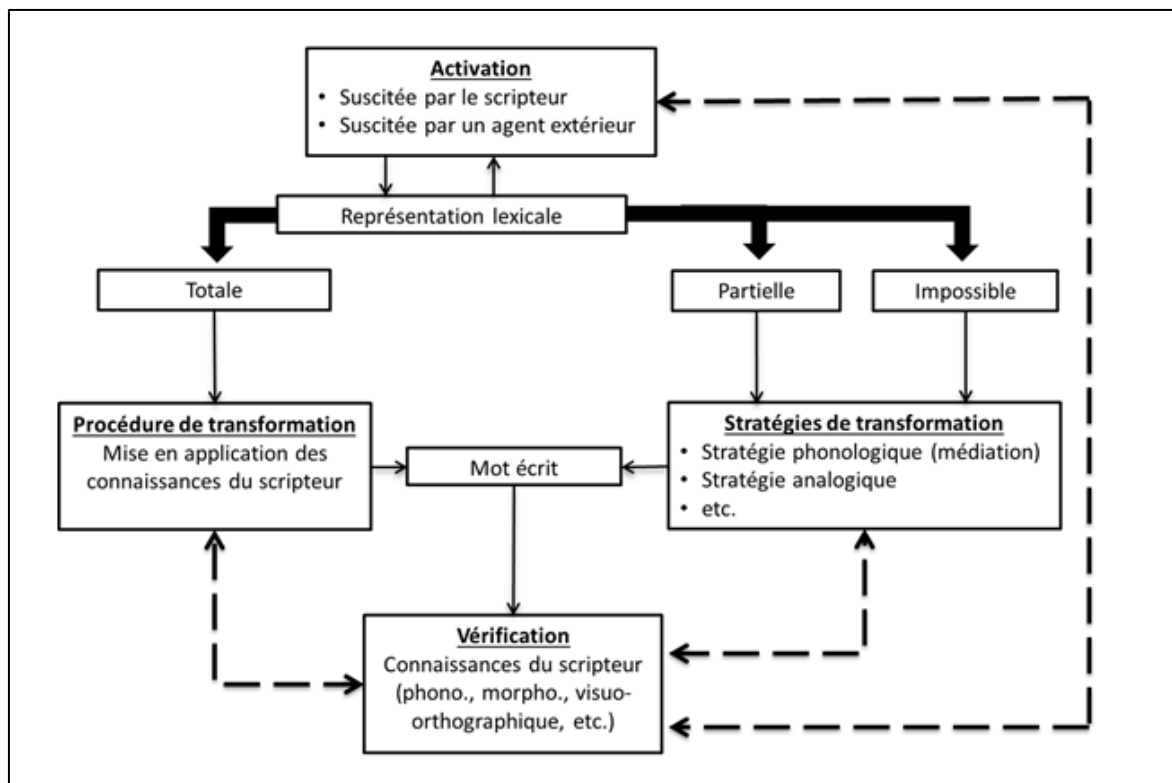 Activation
• Suscitée par le scripteur
• Suscitée par un agent extérieur
Représentation lexicale
Totale
Partielle
Impossible
Procédure de transformation
Mise en application des
connaissances du scripteur
Mot écrit
Stratégies de transformation
• Stratégie phonologique (médiation)
• Stratégie analogique
• etc.
Vérification
Connaissances du scripteur
(phono., morpho., visuo-
orthographique, etc.)